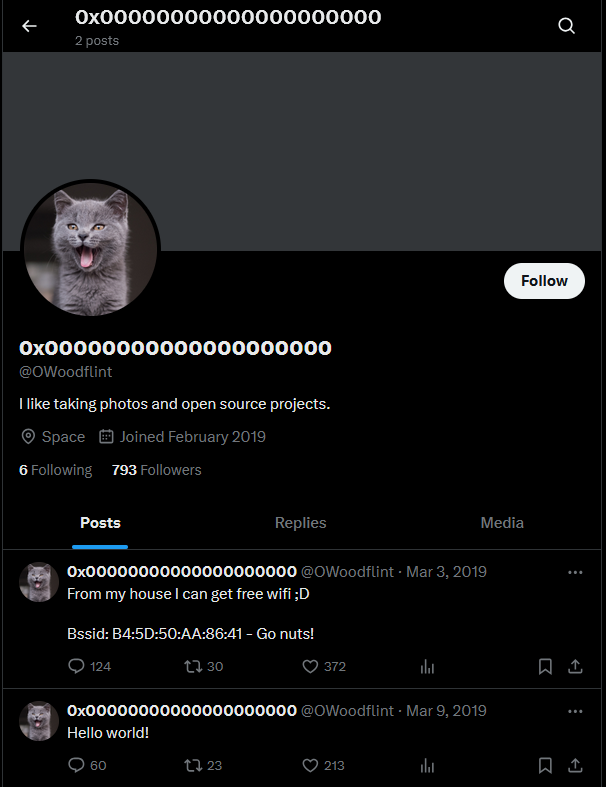 0x00000000000000000000
2 posts
Follow
0x00000000000000000000
@OWoodflint
I like taking photos and open source projects.
Space Joined February 2019
6 Following 793 Followers
Posts Replies Media
0x00000000000000000000 @OWoodflint · Mar 3, 2019
From my house I can get free wifi ;D
Bssid: B4:5D:50:AA:86:41 - Go nuts!
124 30 372
0x00000000000000000000 @OWoodflint · Mar 9, 2019
Hello world!
60 23 213